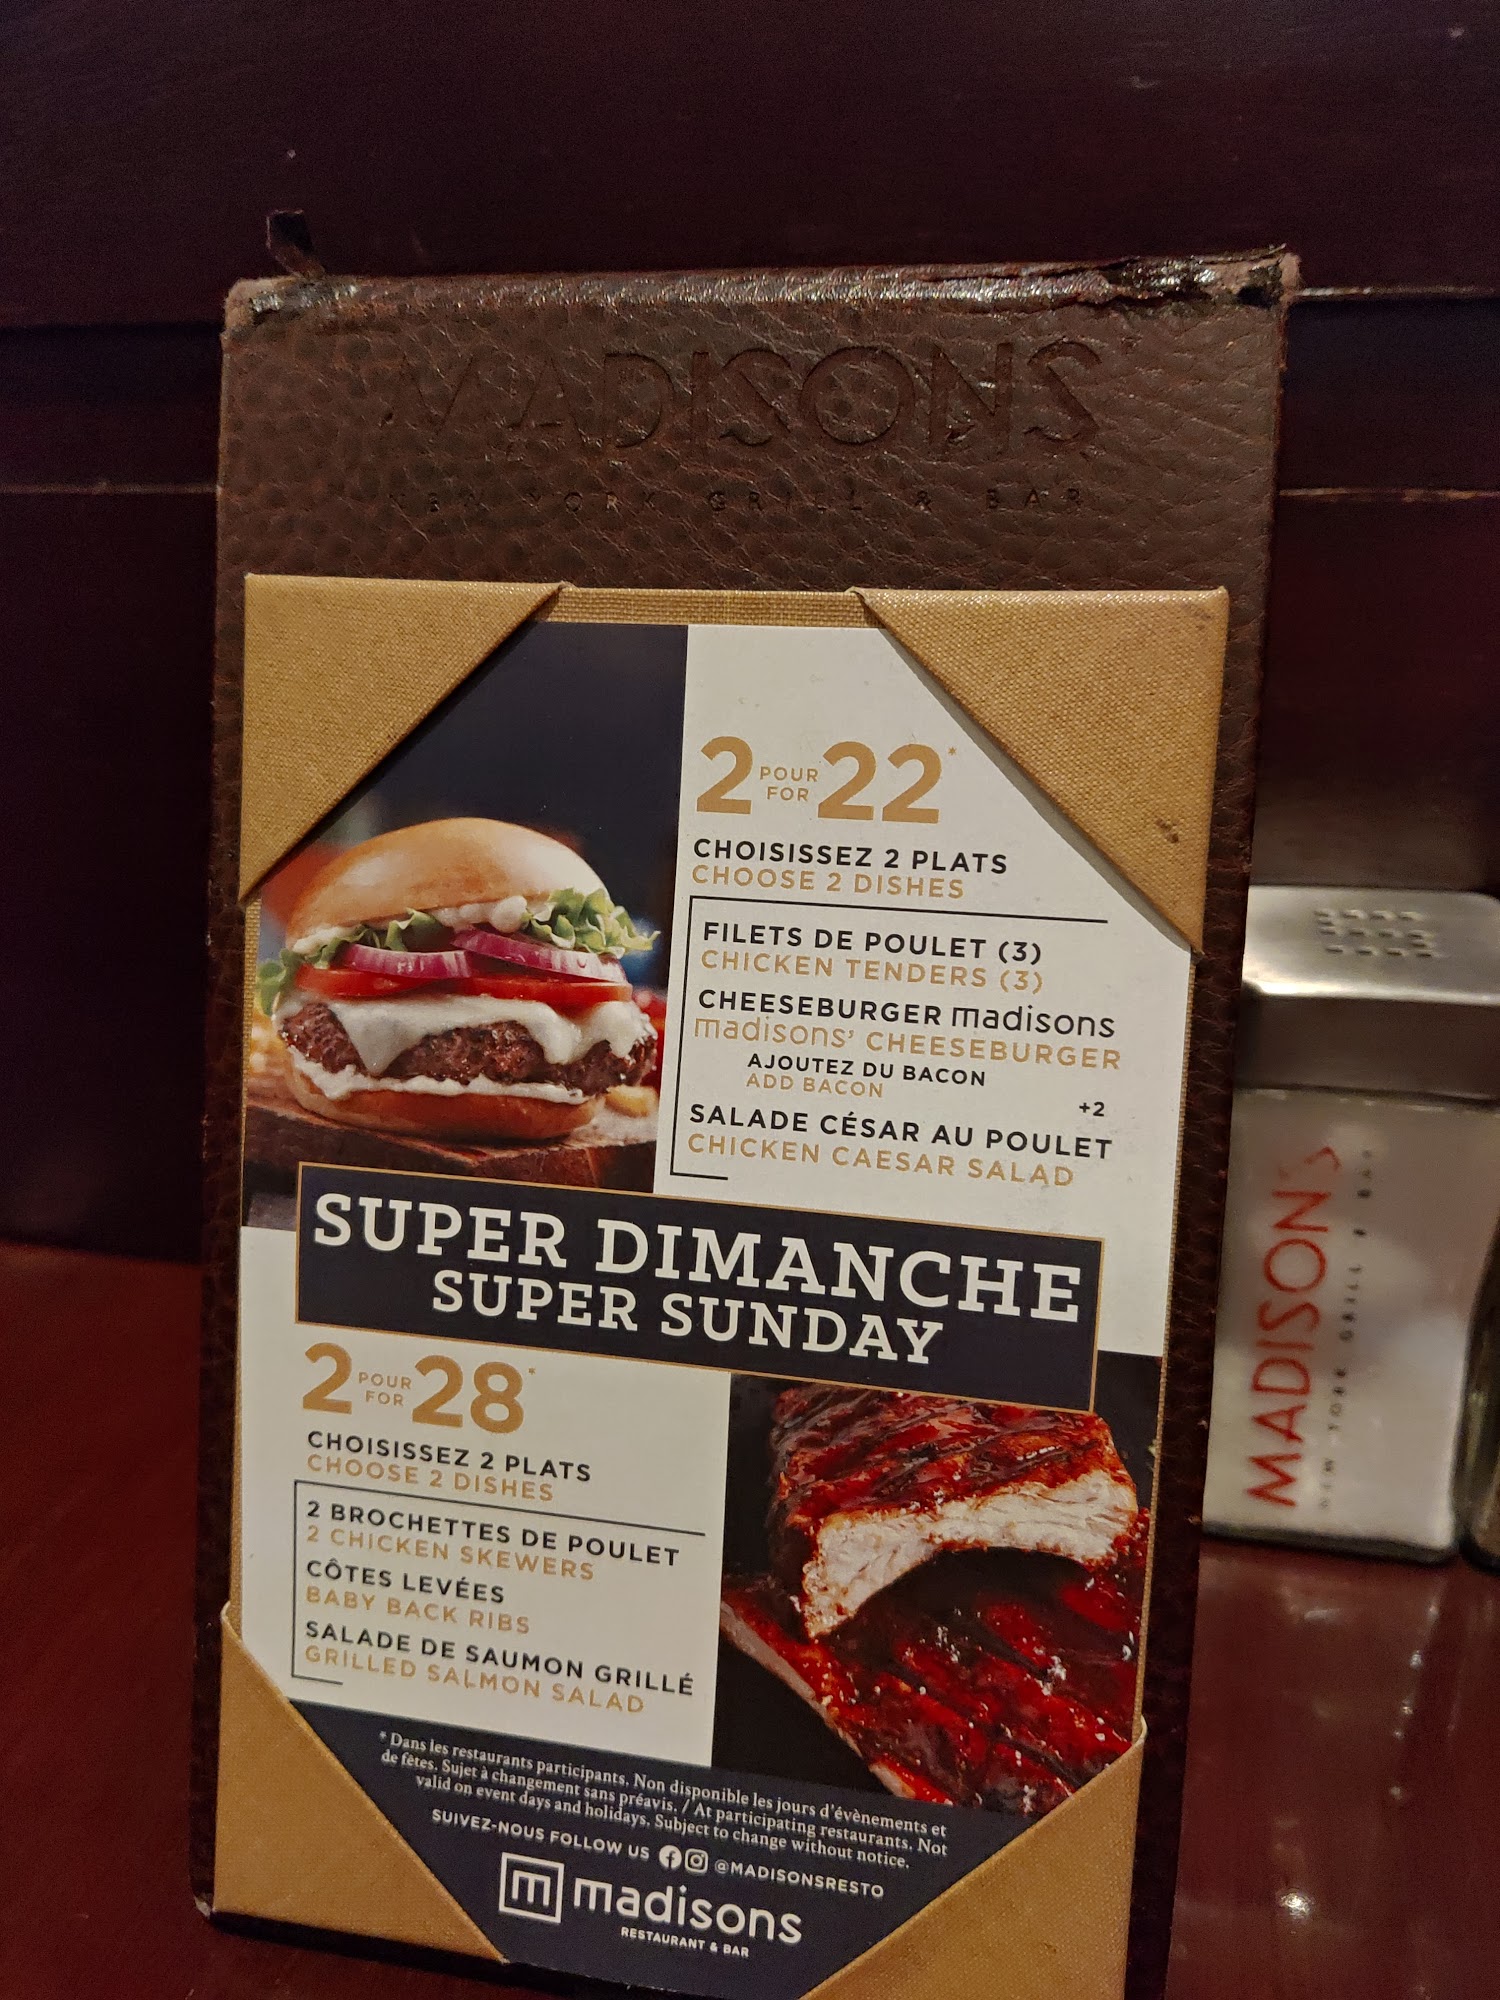 MADISONS
NEW YORK GRILL & BAR
2 POUR FOR 22*
CHOISISSEZ 2 PLATS
CHOOSE 2 DISHES
FILETS DE POULET (3)
CHICKEN TENDERS (3)
CHEESEBURGER madisons
madisons' CHEESEBURGER
AJOUTEZ DU BACON
ADD BACON
+2
SALADE CÉSAR AU POULET
CHICKEN CAESAR SALAD
SUPER DIMANCHE
SUPER SUNDAY
2 POUR FOR 28*
CHOISISSEZ 2 PLATS
CHOOSE 2 DISHES
2 BROCHETTES DE POULET
2 CHICKEN SKEWERS
CÔTES LEVÉES
BABY BACK RIBS
SALADE DE SAUMON GRILLÉ
GRILLED SALMON SALAD
* Dans les restaurants participants. Non disponible les jours d'évènements et
de fêtes. Sujet à changement sans préavis. / At participating restaurants. Not
valid on event days and holidays. Subject to change without notice.
SUIVEZ-NOUS FOLLOW US @MADISONSRESTO
m madisons
RESTAURANT & BAR
MADISON'S
NEW YORK GRILL & BAR